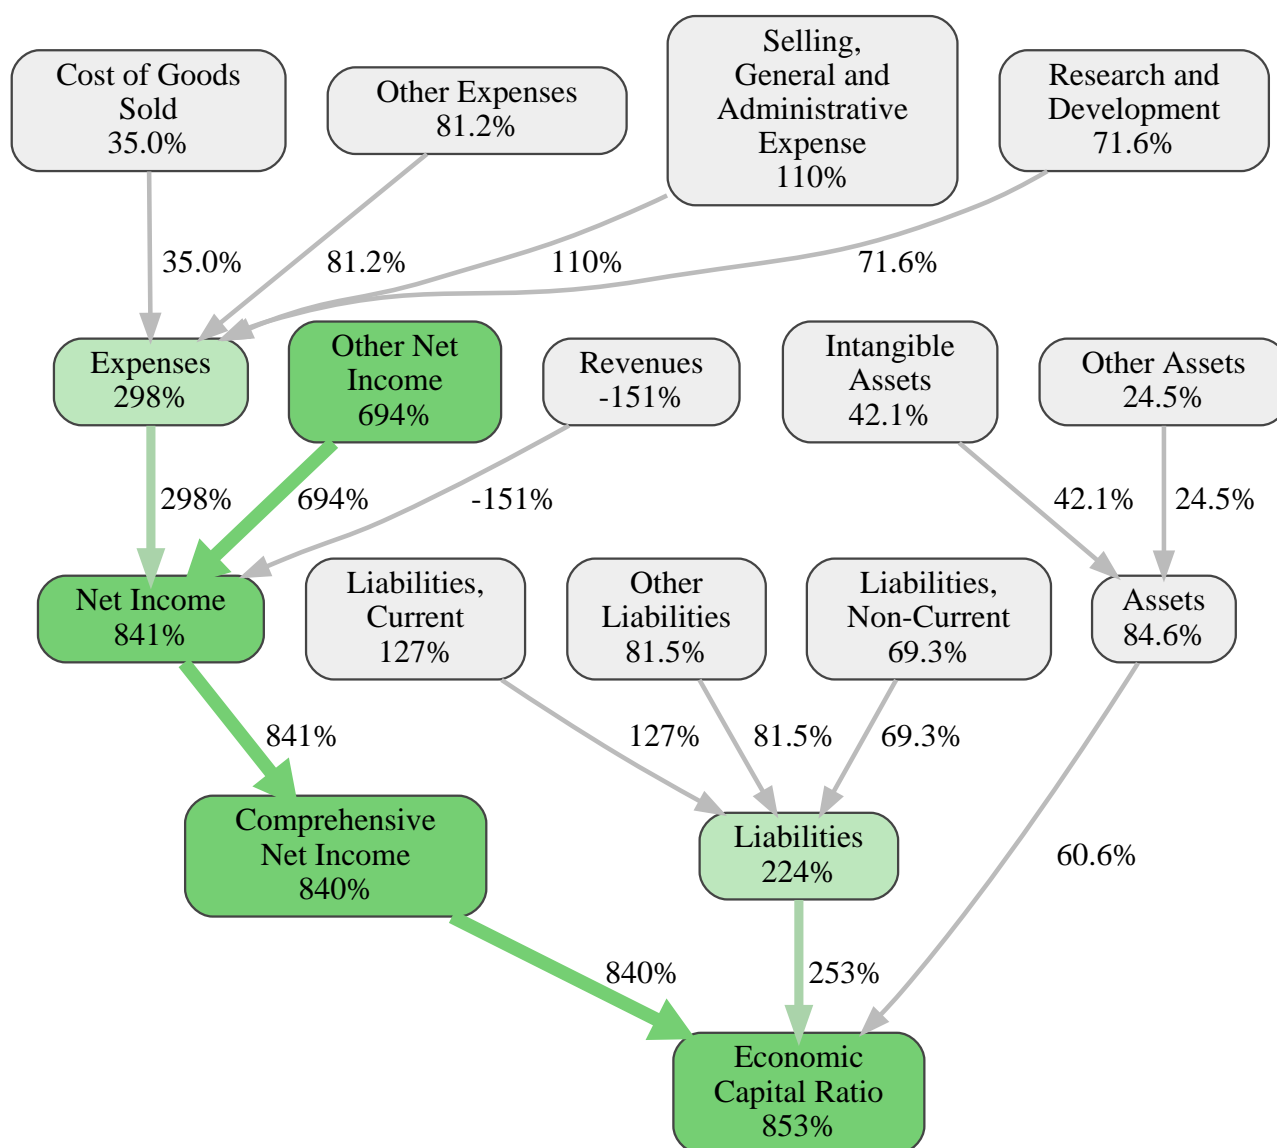 Cost of Goods
Sold
35.0%
Other Expenses
81.2%
Selling,
General and
Administrative
Expense
110%
Research and
Development
71.6%
35.0%
81.2%
110%
71.6%
Expenses
298%
Other Net
Income
694%
Revenues
-151%
Intangible
Assets
42.1%
Other Assets
24.5%
298%
694%
-151%
42.1%
24.5%
Net Income
841%
Liabilities,
Current
127%
Other
Liabilities
81.5%
Liabilities,
Non-Current
69.3%
Assets
84.6%
841%
127%
81.5%
69.3%
Comprehensive
Net Income
840%
Liabilities
224%
60.6%
840%
253%
Economic
Capital Ratio
853%